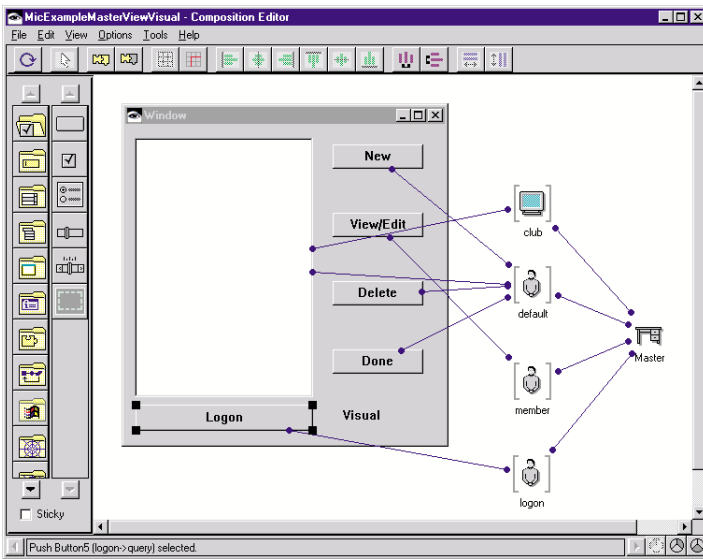 MicExampleMasterViewVisual - Composition Editor
File Edit View Options Tools Help
Window
New
View/Edit
Delete
Done
Logon
Visual
club
default
member
logon
Master
Sticky
Push Button5 (logon->query) selected.